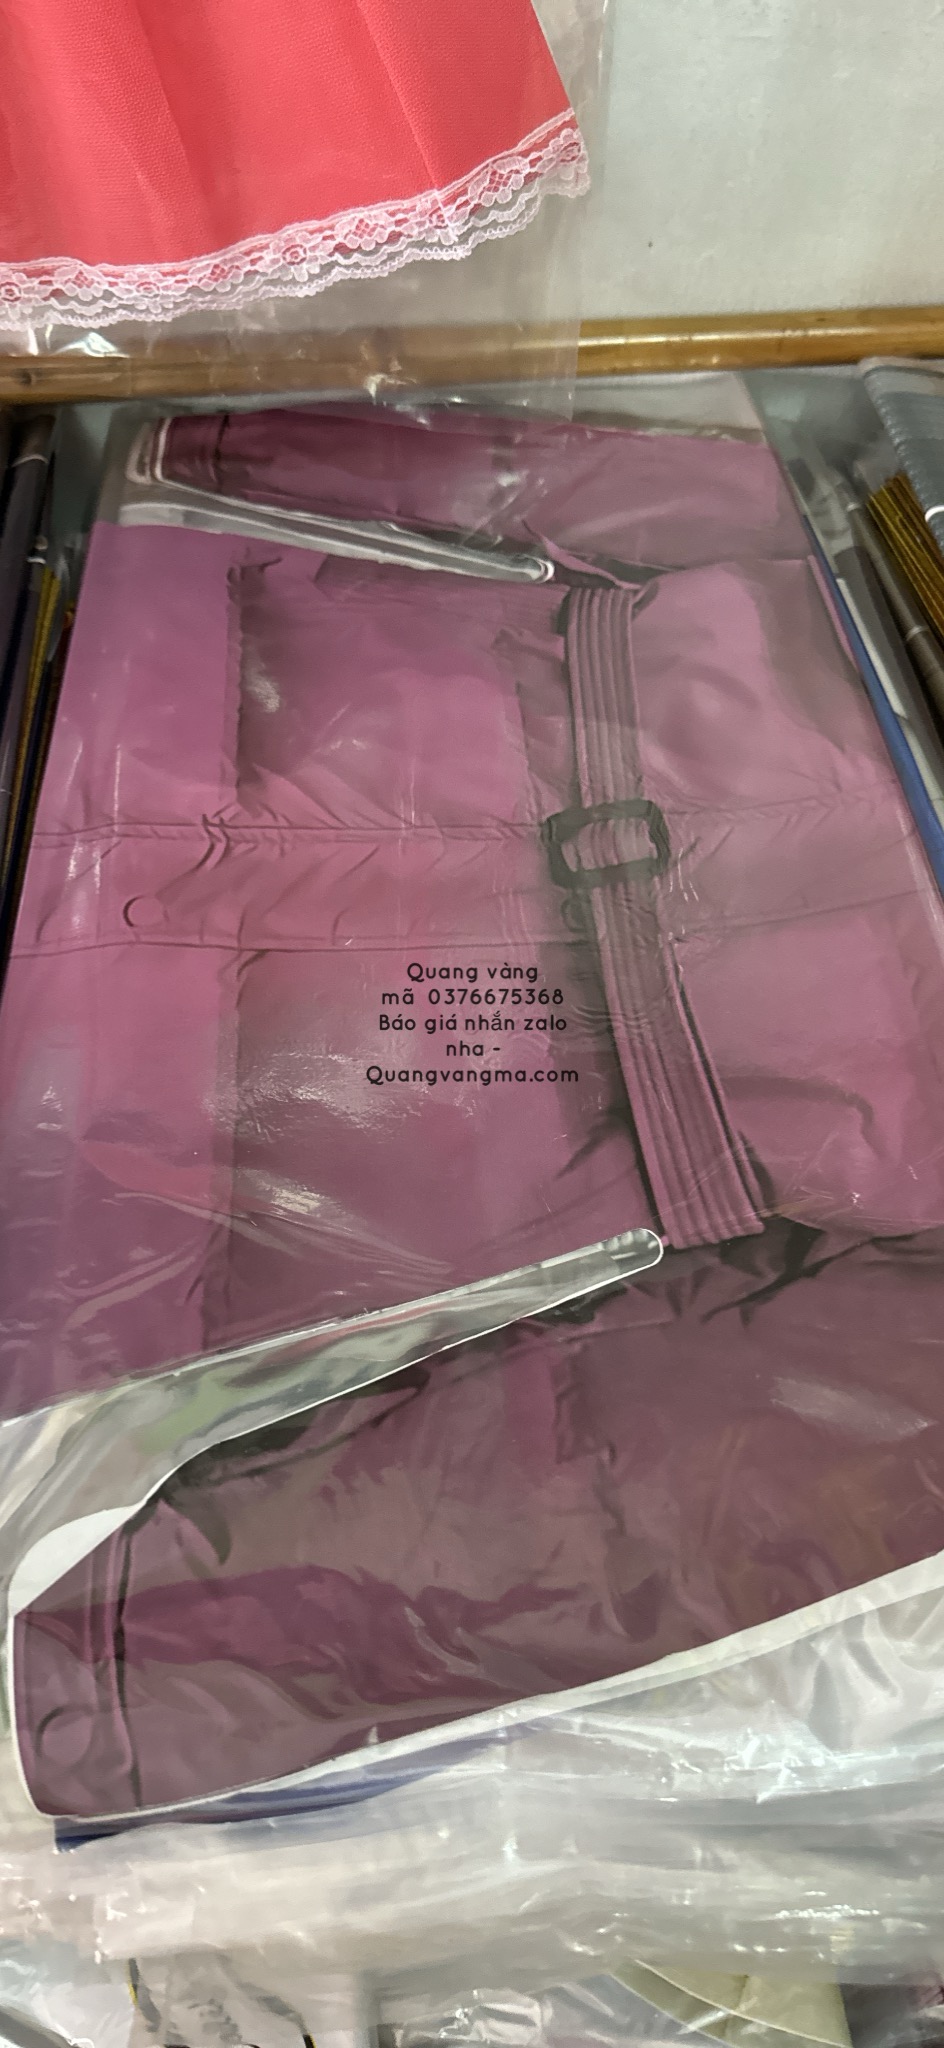 Quang vàng
mã 0376675368
Báo giá nhắn zalo
nha -
Quangvangma.com